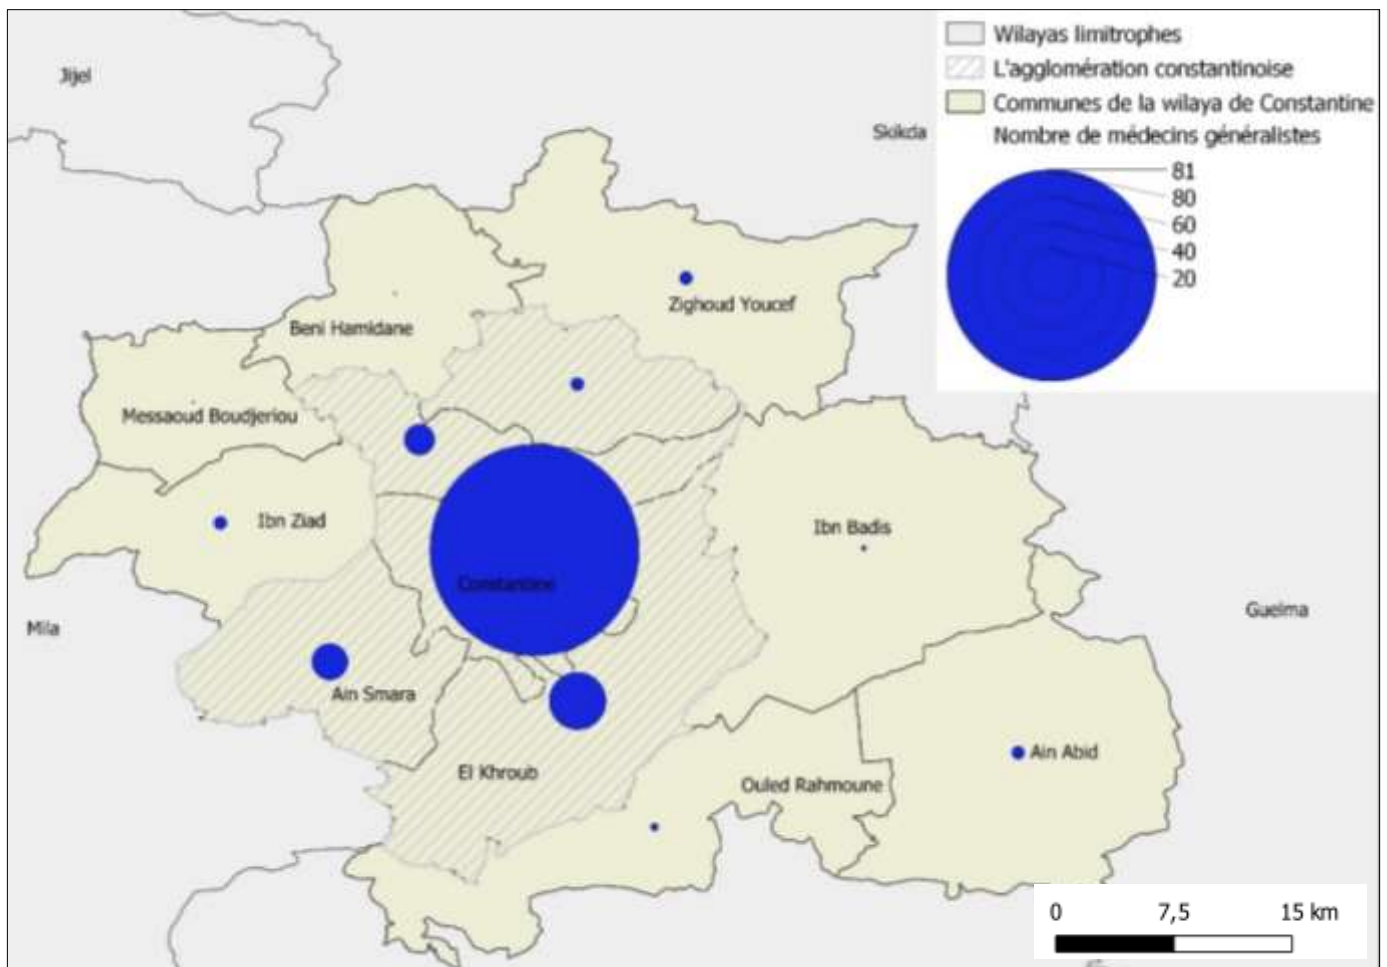 Wilayas limitrophes
L'agglomération constantinoise
Communes de la wilaya de Constantine
Nombre de médecins généralistes
81
80
60
40
20
Jijel
Skikda
Zighoud Youcef
Beni Hamidane
Messaoud Boudjeriou
Ibn Ziad
Ibn Badis
Constantine
Guelma
Mila
Ain Smara
Ain Abid
El Khroub
Ouled Rahmoune
0 7,5 15 km